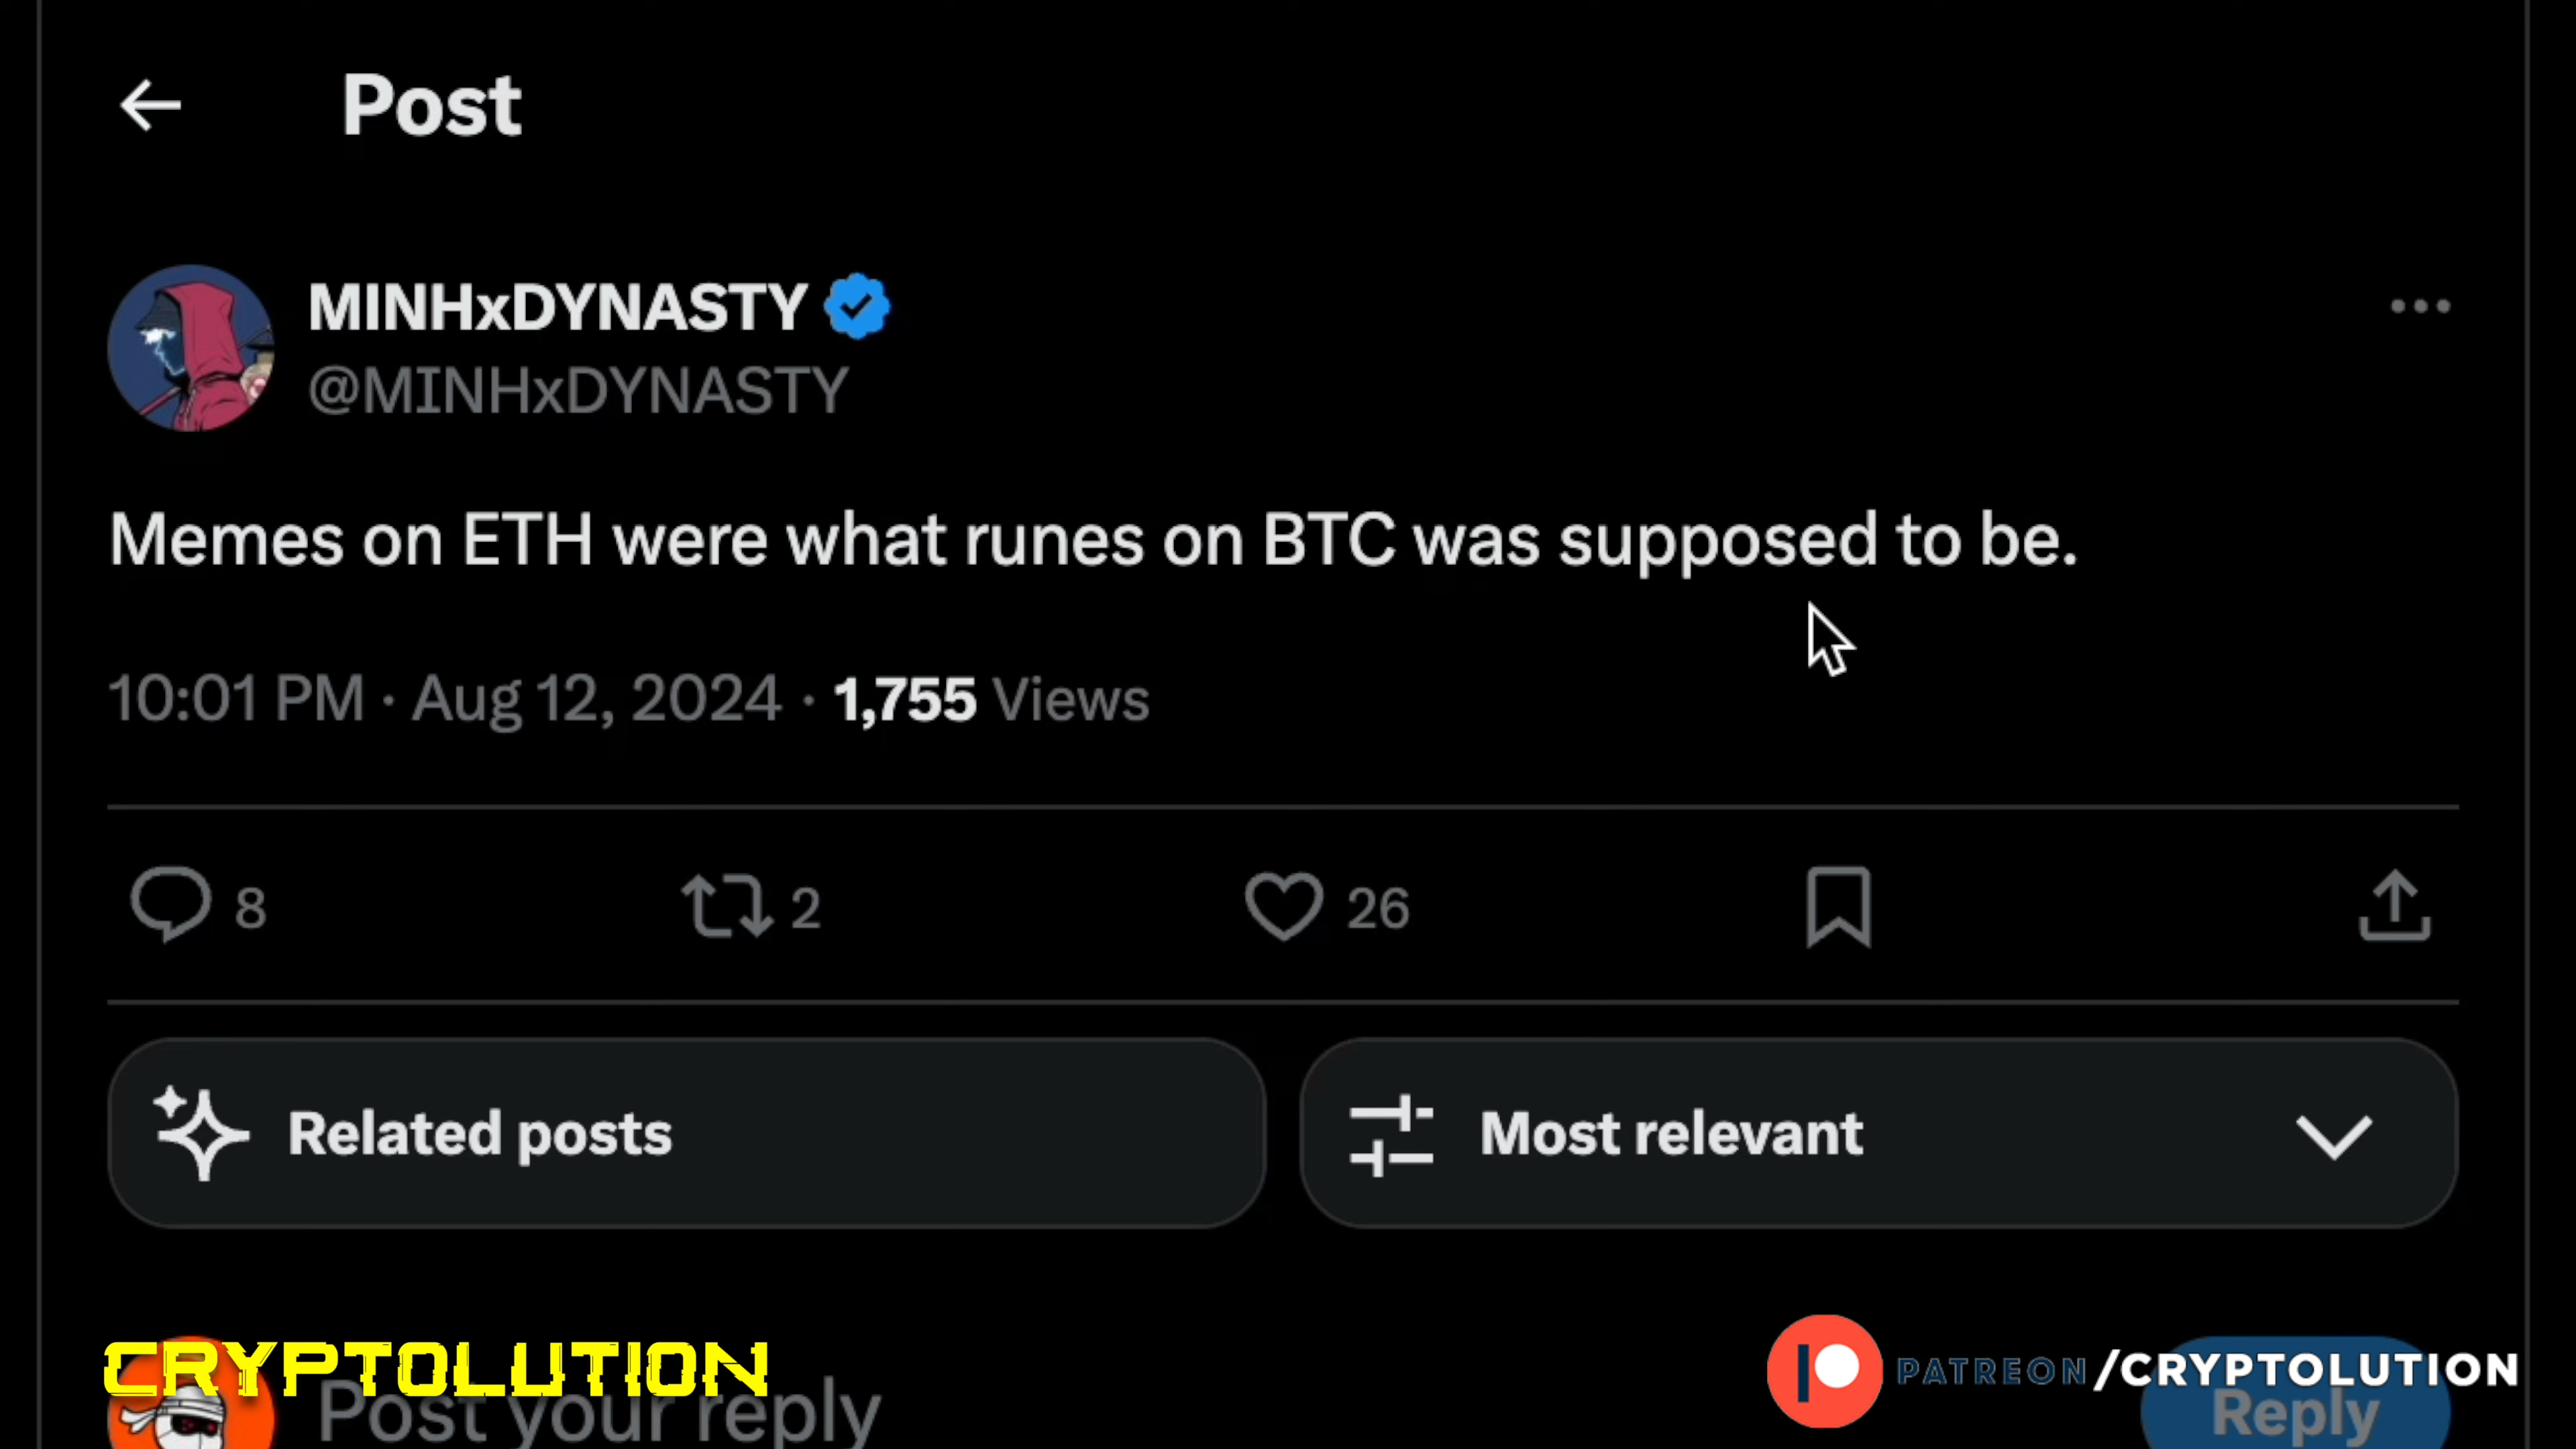 Post
MINHxDYNASTY
@MINHxDYNASTY
Memes on ETH were what runes on BTC was supposed to be.
10:01 PM · Aug 12, 2024 · 1,755 Views
8 2 26
Related posts Most relevant
CRYPTOLUTION PATREON/CRYPTOLUTION
Post your reply Reply